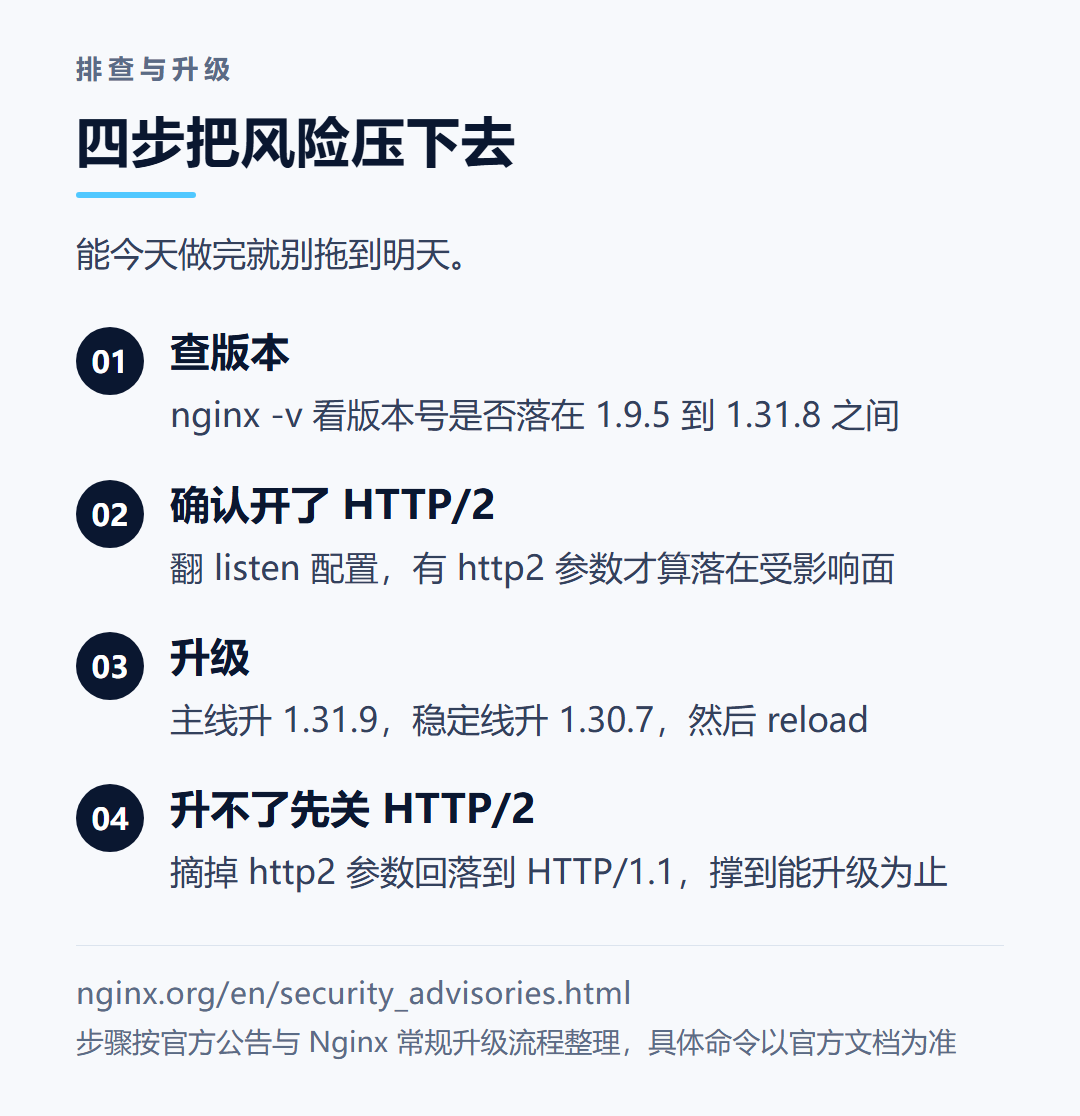 排查与升级
四步把风险压下去
能今天做完就别拖到明天。
01
查版本
nginx -v 看版本号是否落在 1.9.5 到 1.31.8 之间
02
确认开了 HTTP/2
翻 listen 配置，有 http2 参数才算落在受影响面
03
升级
主线升 1.31.9，稳定线升 1.30.7，然后 reload
04
升不了先关 HTTP/2
摘掉 http2 参数回落到 HTTP/1.1，撑到能升级为止
nginx.org/en/security_advisories.html
步骤按官方公告与 Nginx 常规升级流程整理，具体命令以官方文档为准